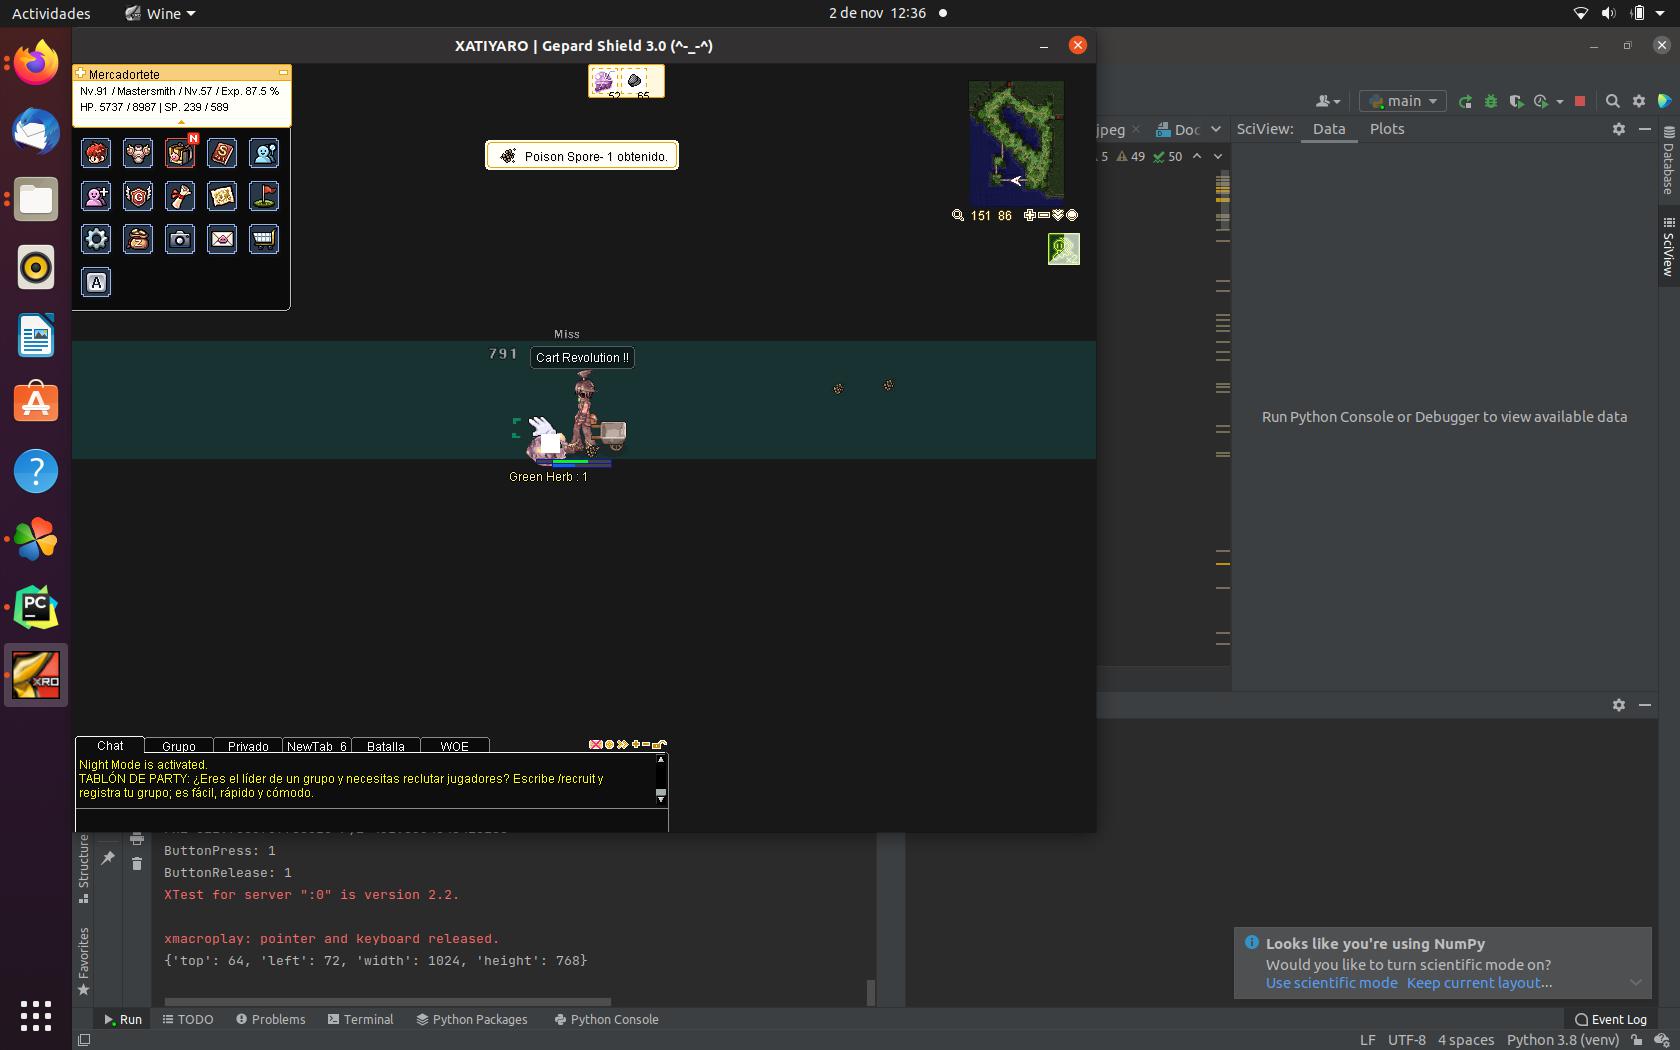 Actividades
Wine
2 de nov 12:36
XATIYARO | Gepard Shield 3.0 (^-_-^)
Mercadortete
Nv.91 / Mastersmith / Nv.57 / Exp. 87.5 %
HP. 5737 / 8987 | SP. 239 / 589
N
52
65
Poison Spore- 1 obtenido.
151 86
A
Miss
791
Cart Revolution !!
Green Herb : 1
Chat
Grupo
Privado
NewTab_6
Batalla
WOE
Night Mode is activated.
TABLÓN DE PARTY: ¿Eres el líder de un grupo y necesitas reclutar jugadores? Escribe /recruit y
registra tu grupo; es fácil, rápido y cómodo.
PC
XRO
main
jpeg
Doc
SciView:
Data
Plots
5
49
50
Database
SciView
Run Python Console or Debugger to view available data
ButtonPress: 1
ButtonRelease: 1
XTest for server ":0" is version 2.2.
xmacroplay: pointer and keyboard released.
{'top': 64, 'left': 72, 'width': 1024, 'height': 768}
Structure
Favorites
Looks like you're using NumPy
Would you like to turn scientific mode on?
Use scientific mode Keep current layout...
Run
TODO
Problems
Terminal
Python Packages
Python Console
Event Log
LF
UTF-8
4 spaces
Python 3.8 (venv)